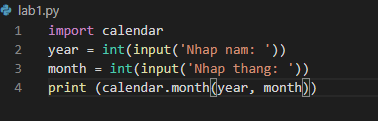 lab1.py
1 import calendar
2 year = int(input('Nhap nam: '))
3 month = int(input('Nhap thang: '))
4 print (calendar.month(year, month))